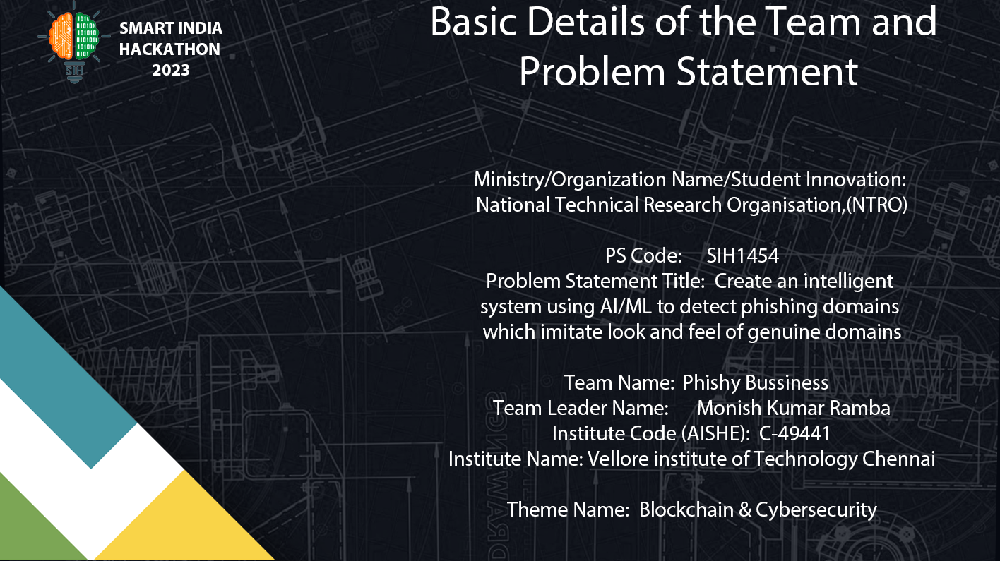 SMART INDIA
HACKATHON
2023
SIH
Basic Details of the Team and
Problem Statement
Ministry/Organization Name/Student Innovation:
National Technical Research Organisation,(NTRO)
PS Code: SIH1454
Problem Statement Title: Create an intelligent
system using AI/ML to detect phishing domains
which imitate look and feel of genuine domains
Team Name: Phishy Bussiness
Team Leader Name: Monish Kumar Ramba
Institute Code (AISHE): C-49441
Institute Name: Vellore institute of Technology Chennai
Theme Name: Blockchain & Cybersecurity